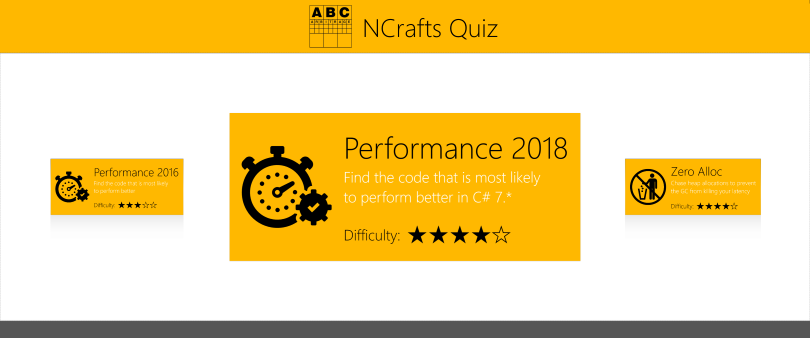 ABC
ARBITRAGE
NCrafts Quiz
Performance 2016
Find the code that is most likely
to perform better
Difficulty: ★★★☆☆
Performance 2018
Find the code that is most likely
to perform better in C# 7.*
Difficulty: ★★★★☆
Zero Alloc
heap allocations to prevent
the GC from killing your latency
Difficulty: ★★★★☆